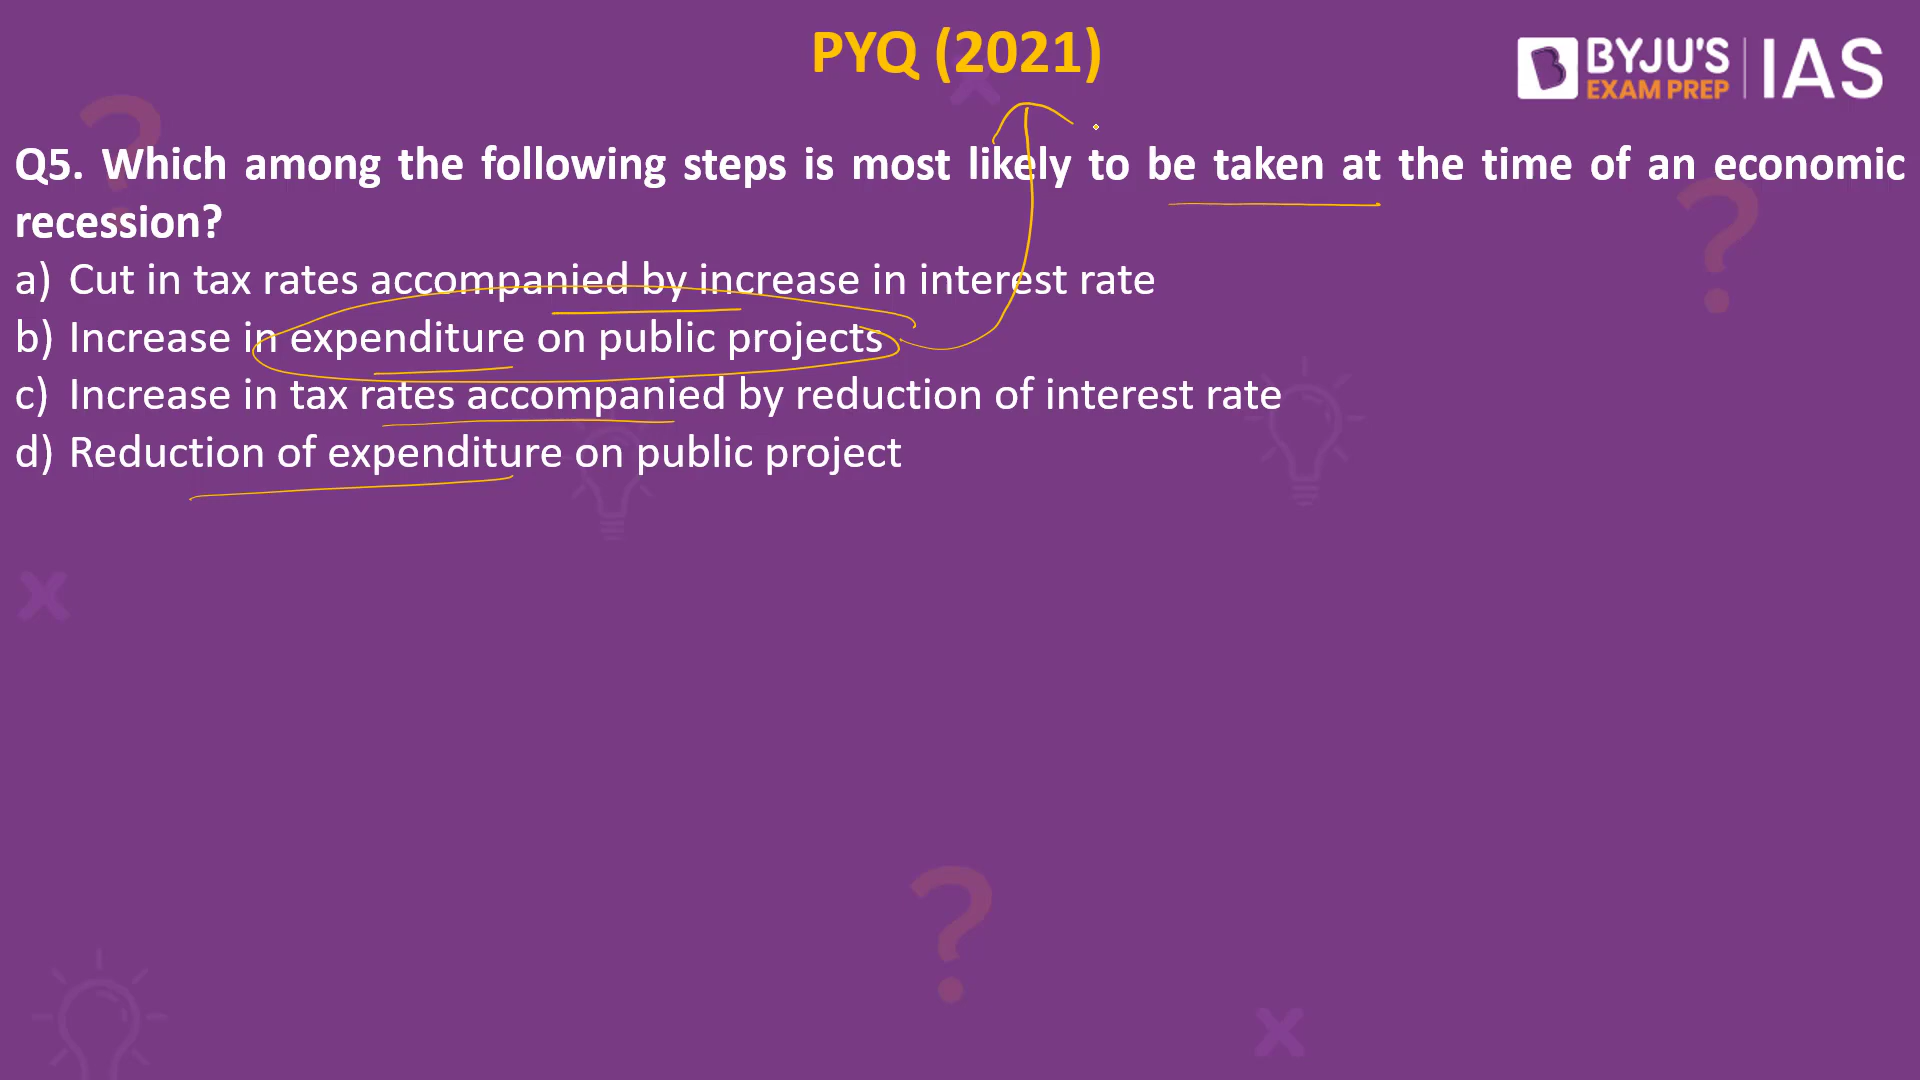 PYQ (2021)
BYJU'S
EXAM PREP
IAS
Q5. Which among the following steps is most likely to be taken at the time of an economic
recession?
a) Cut in tax rates accompanied by increase in interest rate
b) Increase in expenditure on public projects
c) Increase in tax rates accompanied by reduction of interest rate
d) Reduction of expenditure on public project